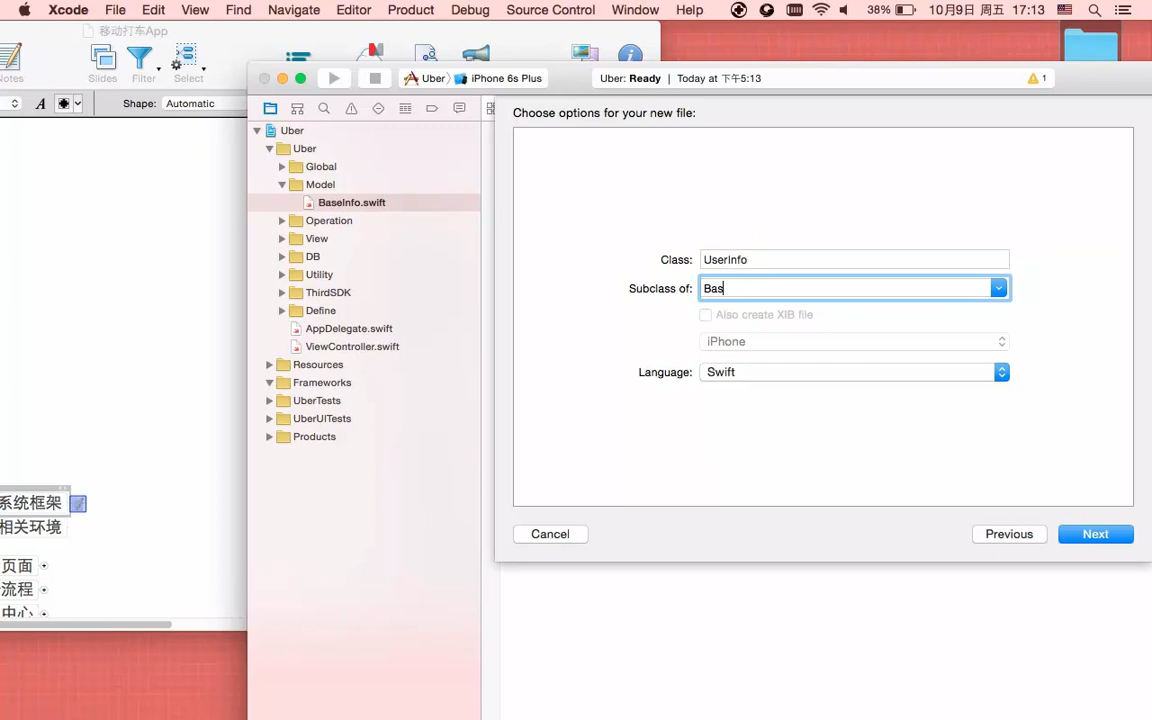 Xcode File Edit View Find Navigate Editor Product Debug Source Control Window Help 38% 10月9日 周五 17:13
移动打车App
Notes Slides Filter Select
Uber iPhone 6s Plus Uber: Ready Today at 下午5:13 1
A Shape: Automatic
Choose options for your new file:
Uber
Uber
Global
Model
BaseInfo.swift
Operation
View
DB
Utility
ThirdSDK
Define
AppDelegate.swift
ViewController.swift
Resources
Frameworks
UberTests
UberUITests
Products
Class: UserInfo
Subclass of: Bas
Also create XIB file
iPhone
Language: Swift
Cancel Previous Next
系统框架
相关环境
页面
流程
中心